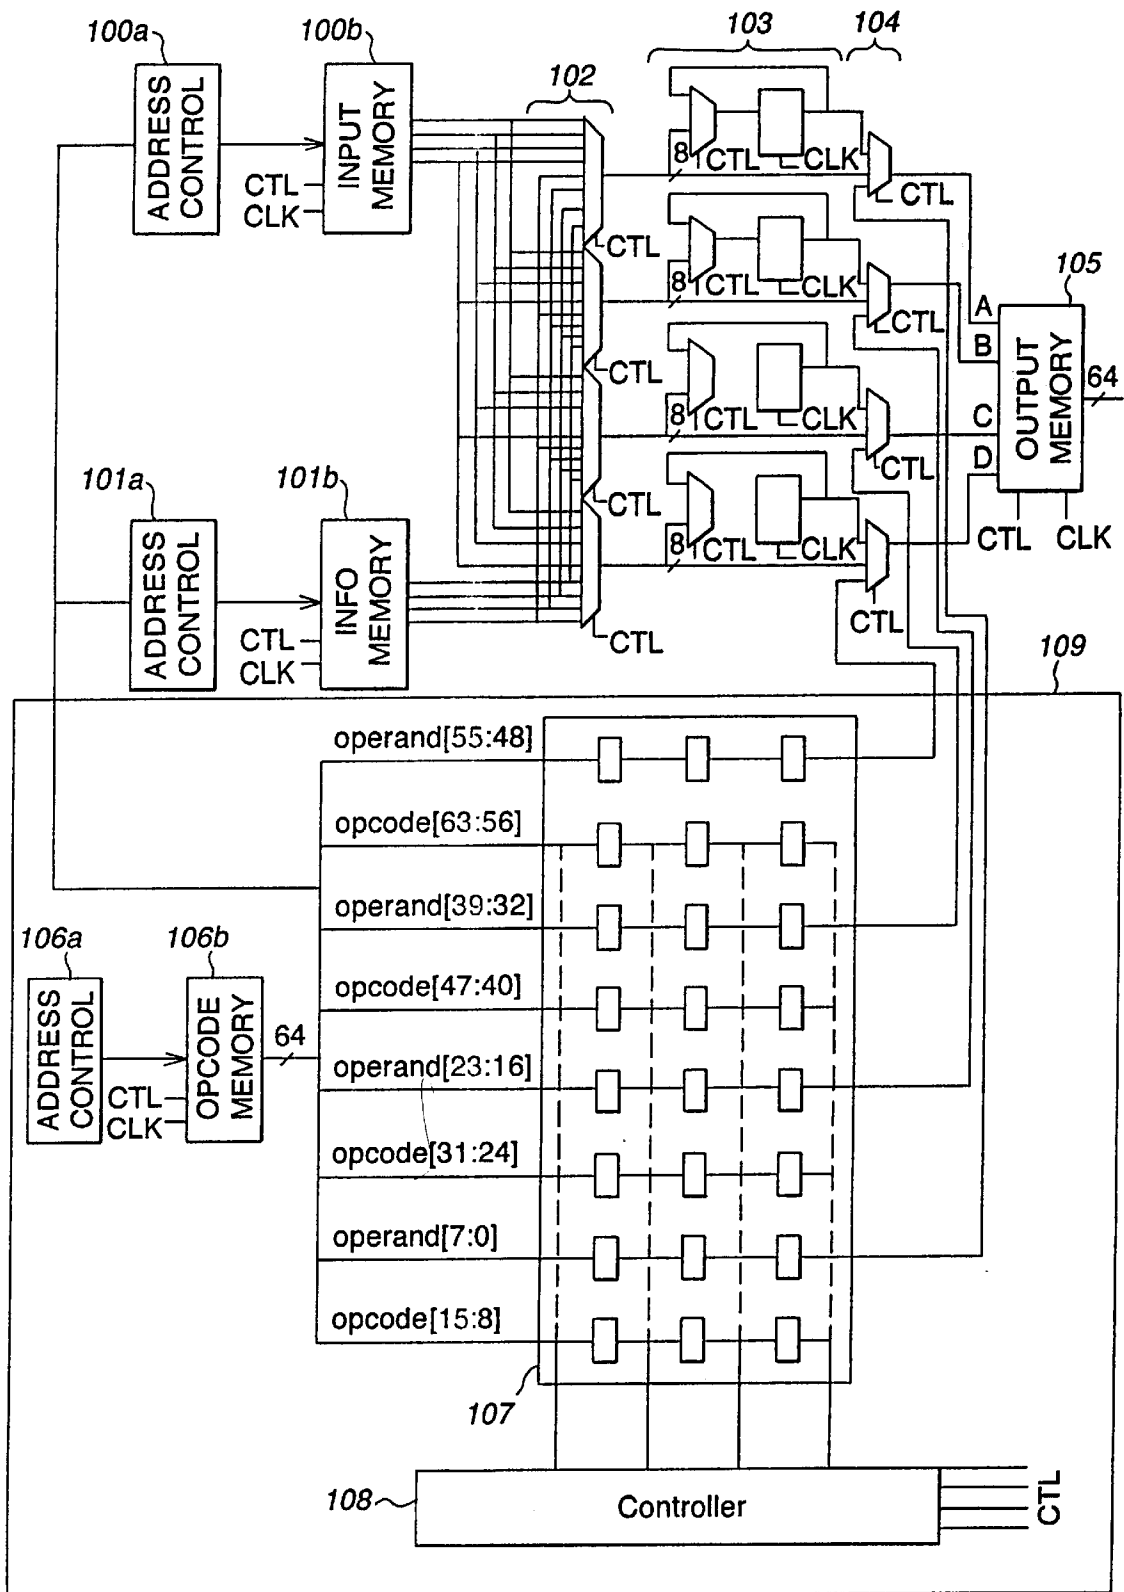 100a
100b
103
104
102
ADDRESS CONTROL
INPUT MEMORY
CTL
CLK
8
CTL
CLK
CTL
CTL
8
CTL
CLK
CTL
CTL
8
CTL
CLK
CTL
CTL
8
CTL
CLK
CTL
CTL
105
A
B
C
D
OUTPUT MEMORY
64
CTL
CLK
101a
101b
ADDRESS CONTROL
INFO MEMORY
CTL
CLK
109
operand[55:48]
opcode[63:56]
operand[39:32]
opcode[47:40]
operand[23:16]
opcode[31:24]
operand[7:0]
opcode[15:8]
106a
106b
ADDRESS CONTROL
OPCODE MEMORY
CTL
CLK
64
107
108
Controller
CTL